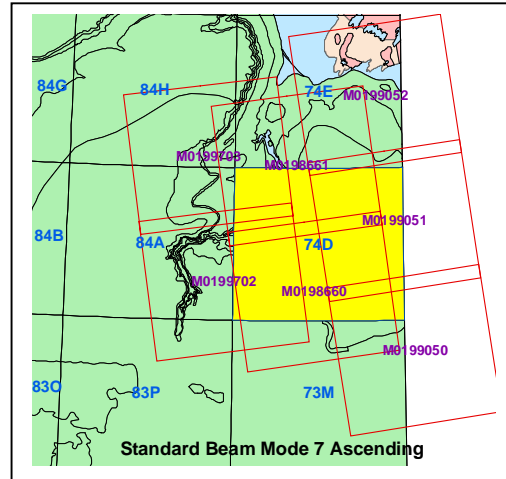 84G
84H
74E
M0199052
M0199703
M0198661
84B
84A
74D
M0199051
M0199702
M0198660
M0199050
83O
83P
73M
Standard Beam Mode 7 Ascending